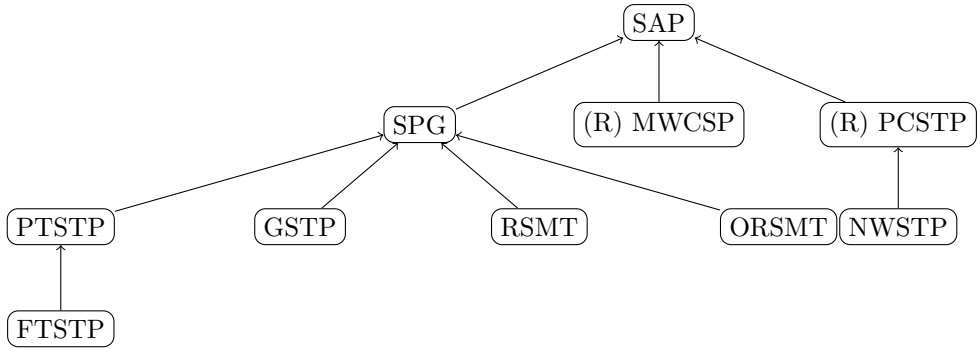 SAP
SPG
(R) MWCSP
(R) PCSTP
PTSTP
GSTP
RSMT
ORSMT
NWSTP
FTSTP